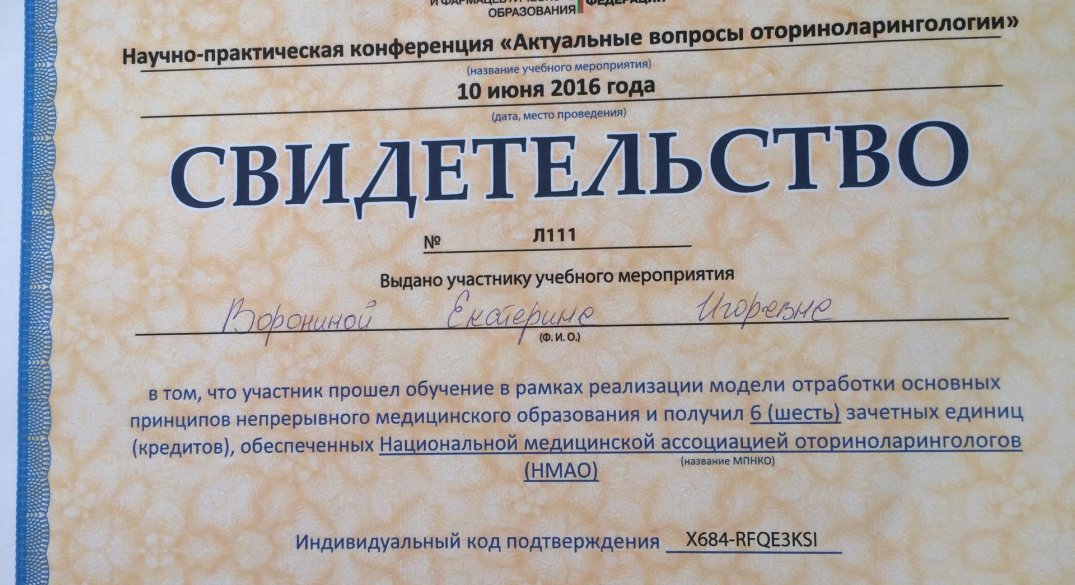 И ФАРМАЦЕВТИЧЕСКОГО
ОБРАЗОВАНИЯ
ФЕДЕРАЦИИ
Научно-практическая конференция «Актуальные вопросы оториноларингологии»
(название учебного мероприятия)
10 июня 2016 года
(дата, место проведения)
СВИДЕТЕЛЬСТВО
№ Л111
Выдано участнику учебного мероприятия
Ворониной Екатерине Игоревне
(Ф. И. О.)
в том, что участник прошел обучение в рамках реализации модели отработки основных
принципов непрерывного медицинского образования и получил 6 (шесть) зачетных единиц
(кредитов), обеспеченных Национальной медицинской ассоциацией оториноларингологов
(НМАО)
(название МПНКО)
Индивидуальный код подтверждения X684-RFQE3KSI